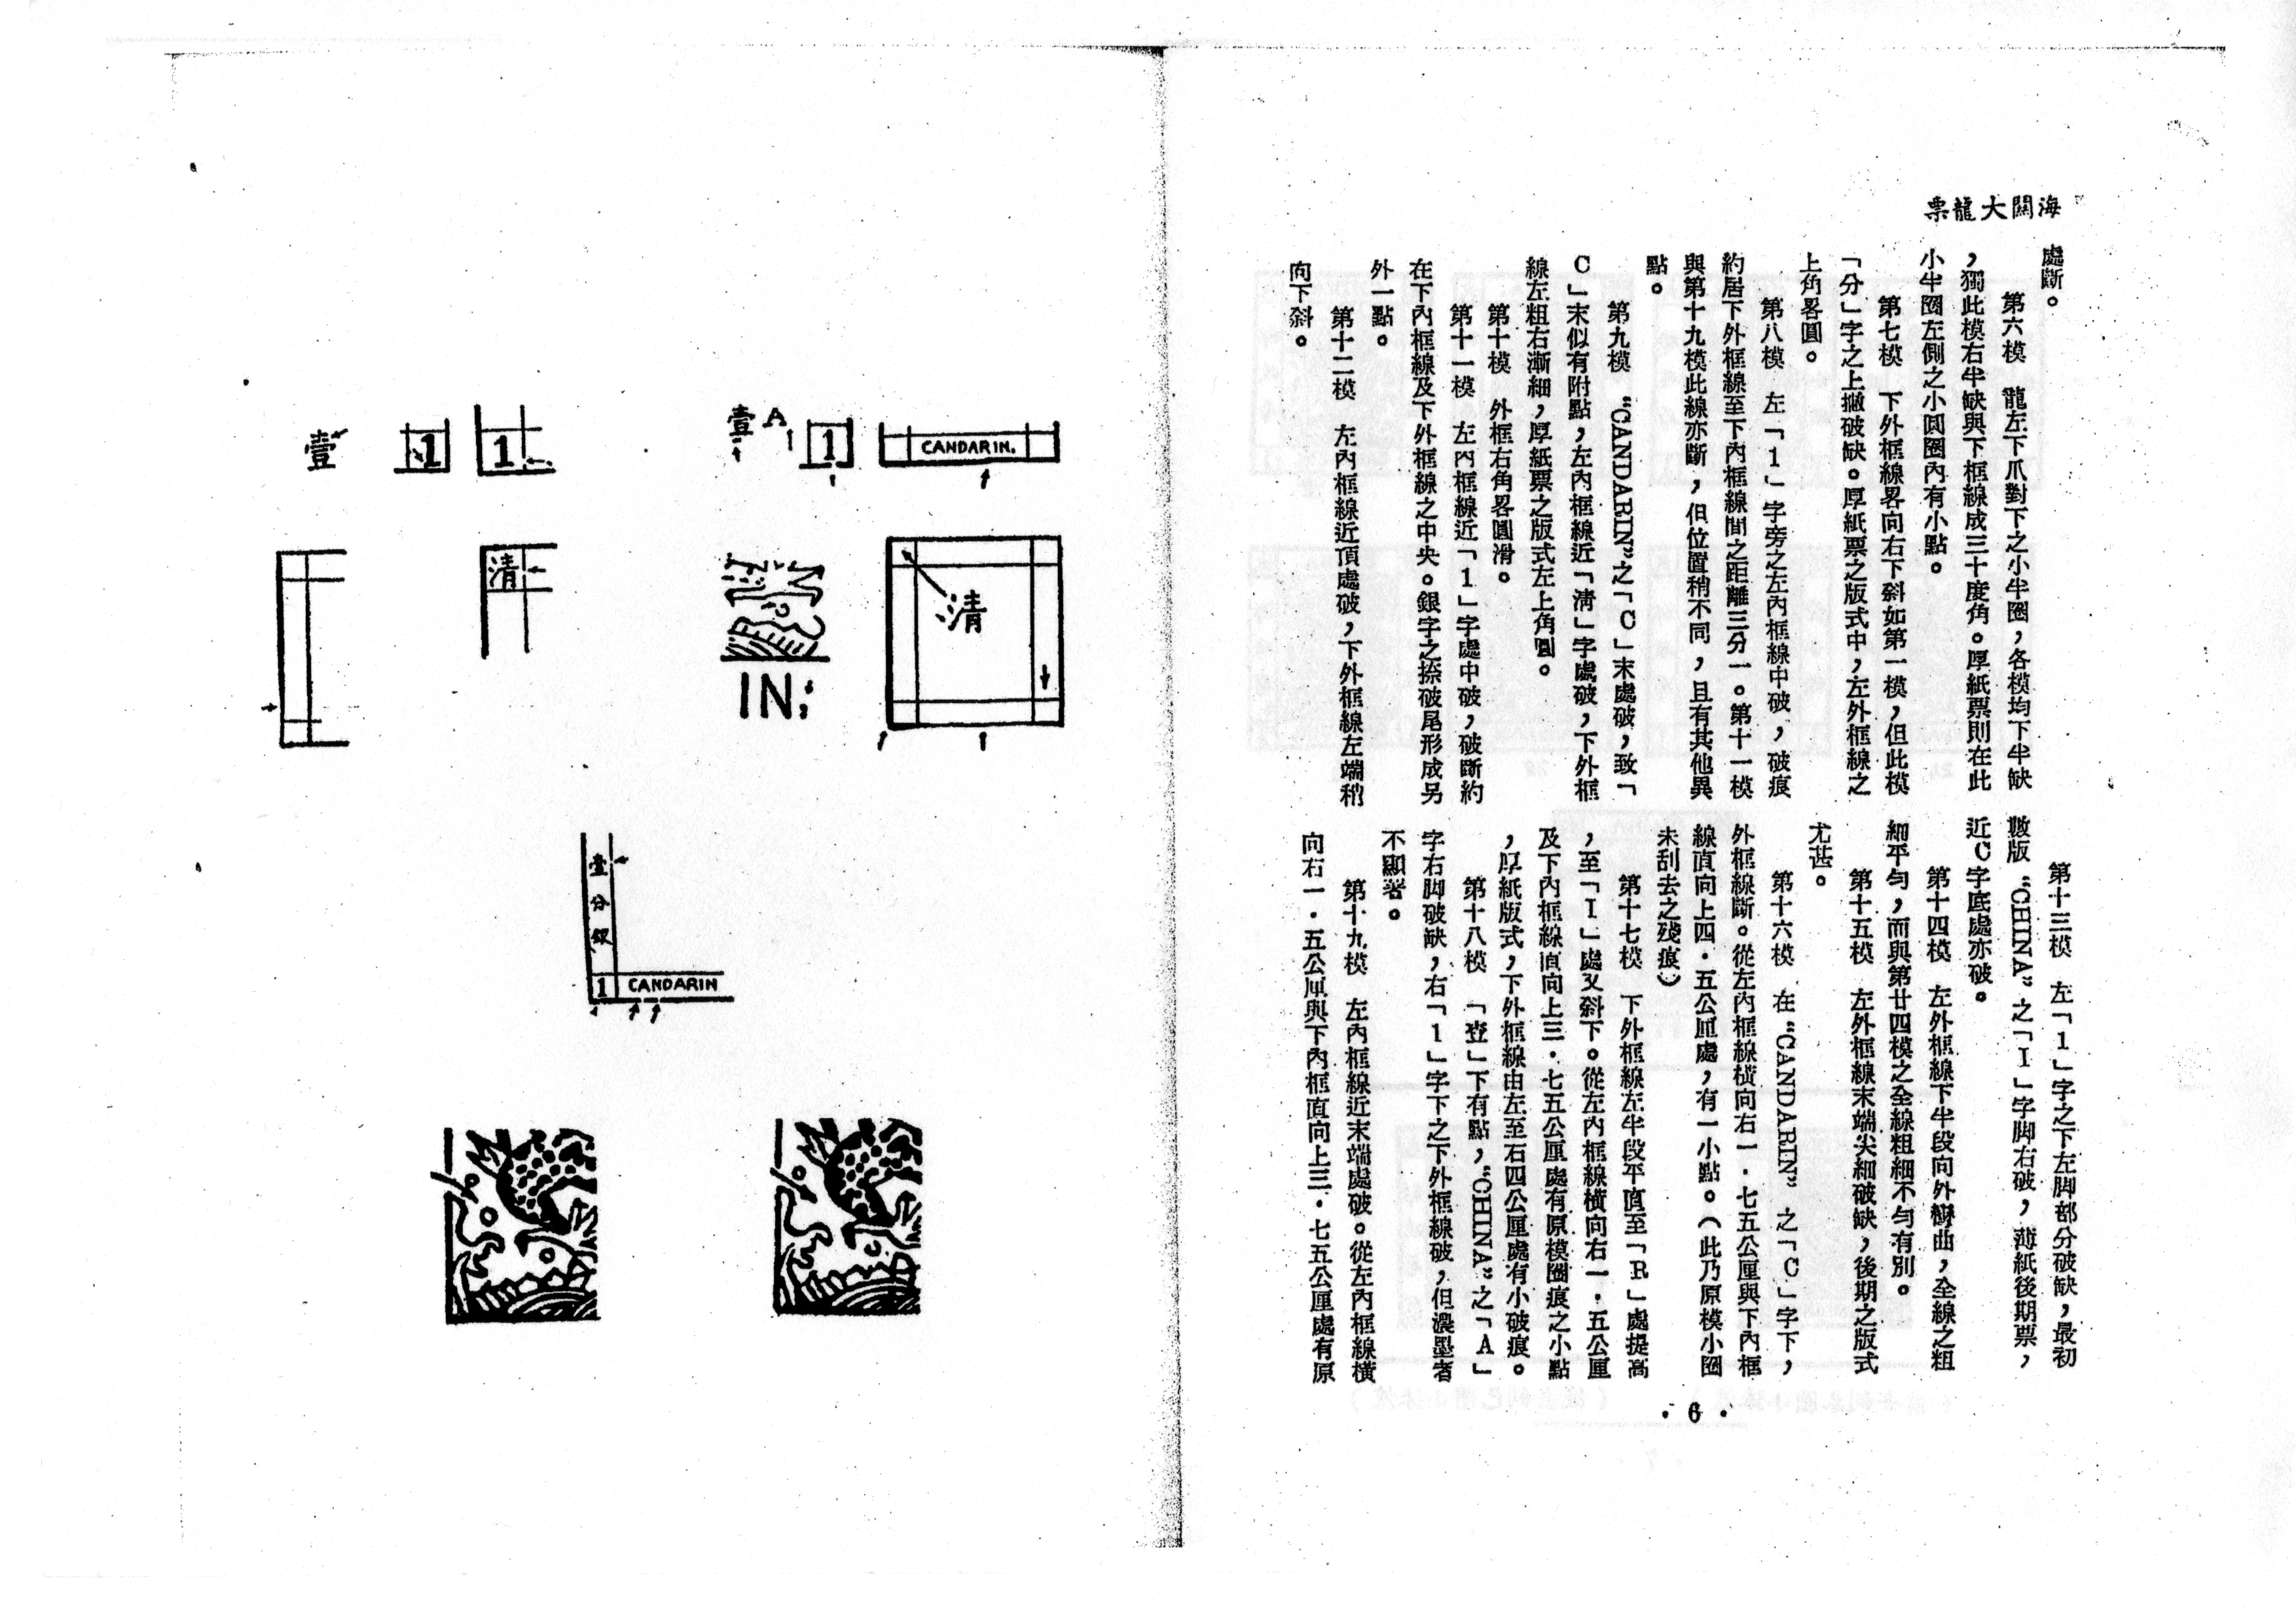 海關大龍票
處斷。
第六模　龍左下爪對下之小半圈，各模均下半缺
，獨此模右半缺與下框線成三十度角。厚紙票則在此
小半圈左側之小圓圈內有小點。
第七模　下外框線畧向右下斜如第一模，但此模
「分」字之上撇破缺。厚紙票之版式中，左外框線之
上角畧圓。
第八模　左「1」字旁之左內框線中破，破痕
約居下外框線至下內框線間之距離三分一。第十一模
與第十九模此線亦斷，但位置稍不同，且有其他異
點。
第九模　“CANDARIN”之「C」末處破，致「
C」末似有附點，左內框線近「清」字處破，下外框
線左粗右漸細，厚紙票之版式左上角圓。
第十模　外框右角畧圓滑。
第十一模　左內框線近「1」字處中破，破斷約
在下內框線及下外框線之中央。銀字之捺破尾形成另
外一點。
第十二模　左內框線近頂處破，下外框線左端稍
向下斜。
第十三模　左「1」字之下左脚部分破缺，最初
數版“CHINA”之「I」字脚右破，薄紙後期票，
近C字底處亦破。
第十四模　左外框線下半段向外彎曲，全線之粗
細平勻，而與第廿四模之全線粗細不勻有別。
第十五模　左外框線末端尖細破缺，後期之版式
尤甚。
第十六模　在“CANDARIN”之「C」字下，
外框線斷。從左內框線橫向右一．七五公厘與下內框
線直向上四．五公厘處，有一小點。（此乃原模小圈
未刮去之殘痕）
第十七模　下外框線左半段平直至「R」處提高
，至「I」處又斜下。從左內框線橫向右一．五公厘
及下內框線直向上三．七五公厘處有原模圈痕之小點
，厚紙版式，下外框線由左至右四公厘處有小破痕。
第十八模　「壹」下有點，“CHINA”之「A」
字右脚破缺，右「1」字下之下外框線破，但濃墨者
不顯著。
第十九模　左內框線近末端處破。從左內框線橫
向右一．五公厘與下內框直向上三．七五公厘處有原
・6・
壹
1
1
壹
A
1
CANDARIN.
清
IN;
清
壹分銀
1 CANDARIN